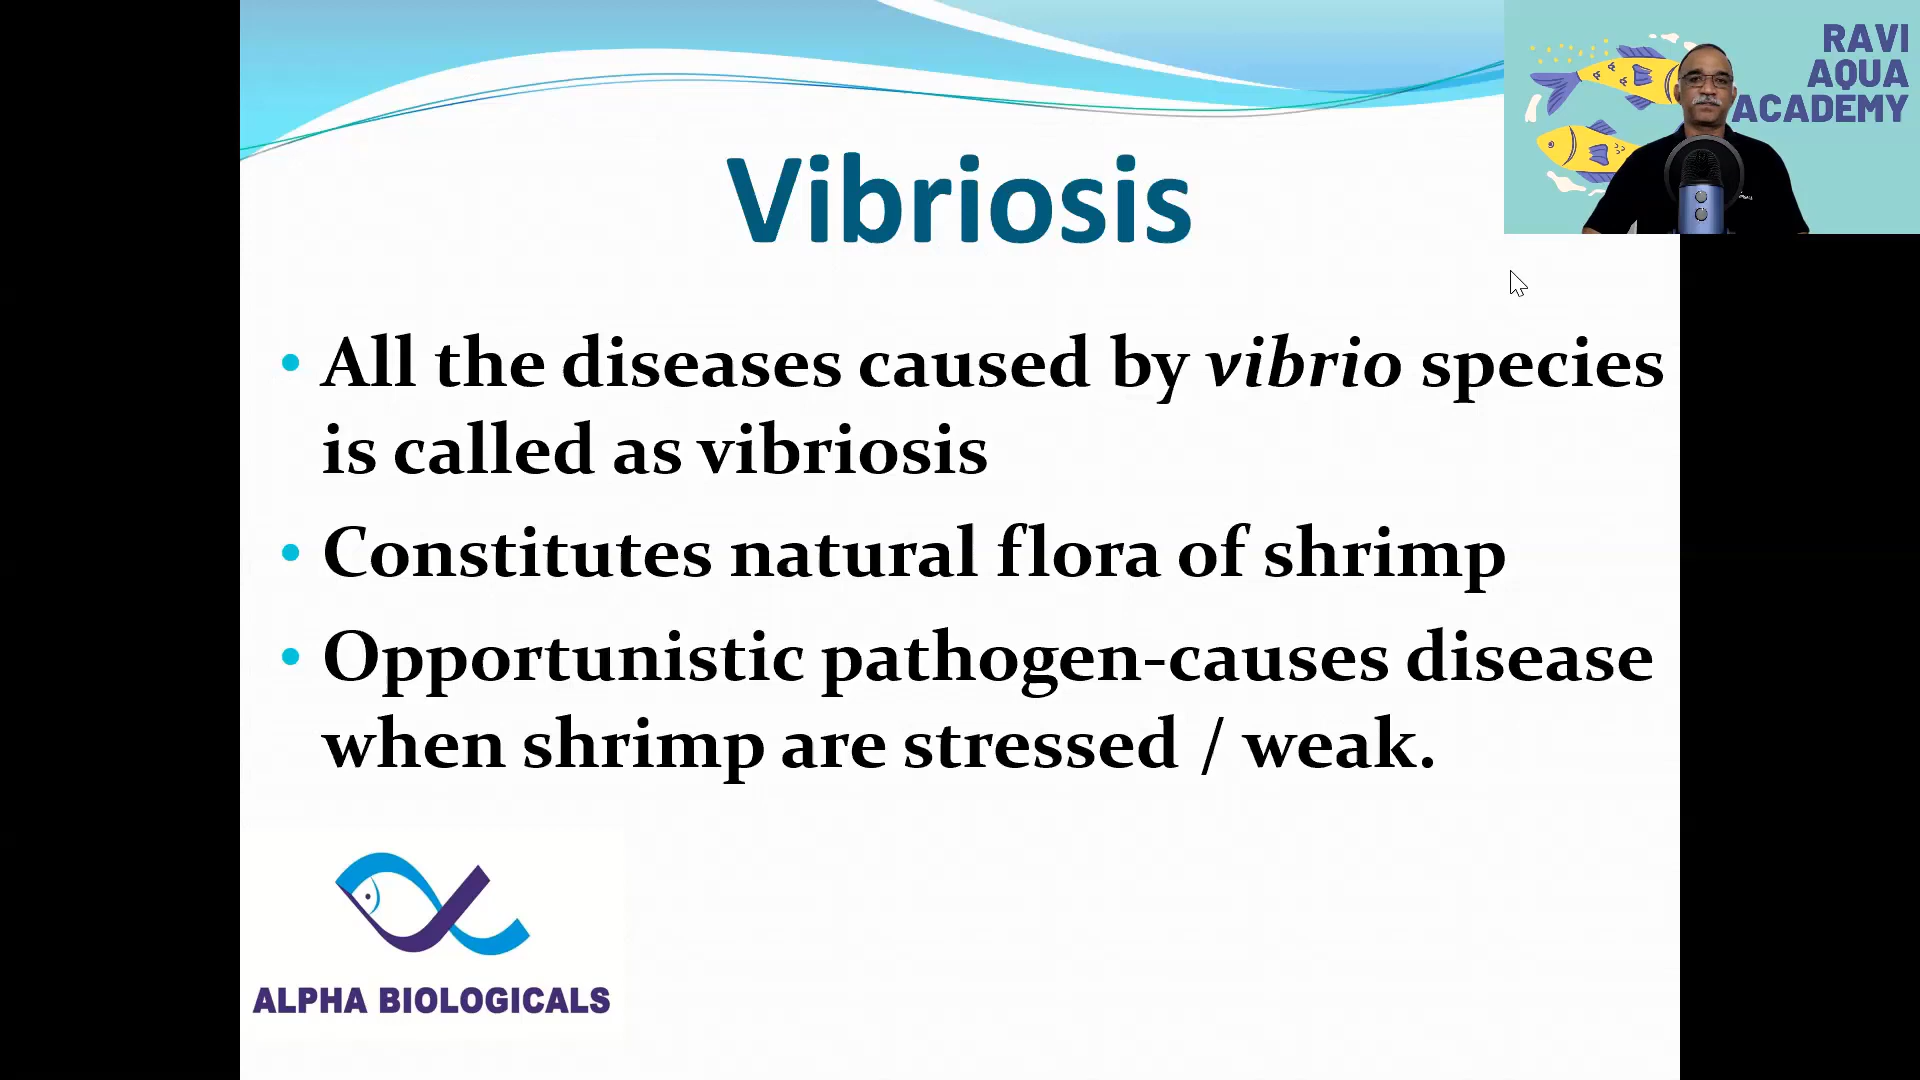 RAVI
AQUA
ACADEMY
Vibriosis
• All the diseases caused by vibrio species
is called as vibriosis
• Constitutes natural flora of shrimp
• Opportunistic pathogen-causes disease
when shrimp are stressed / weak.
ALPHA BIOLOGICALS